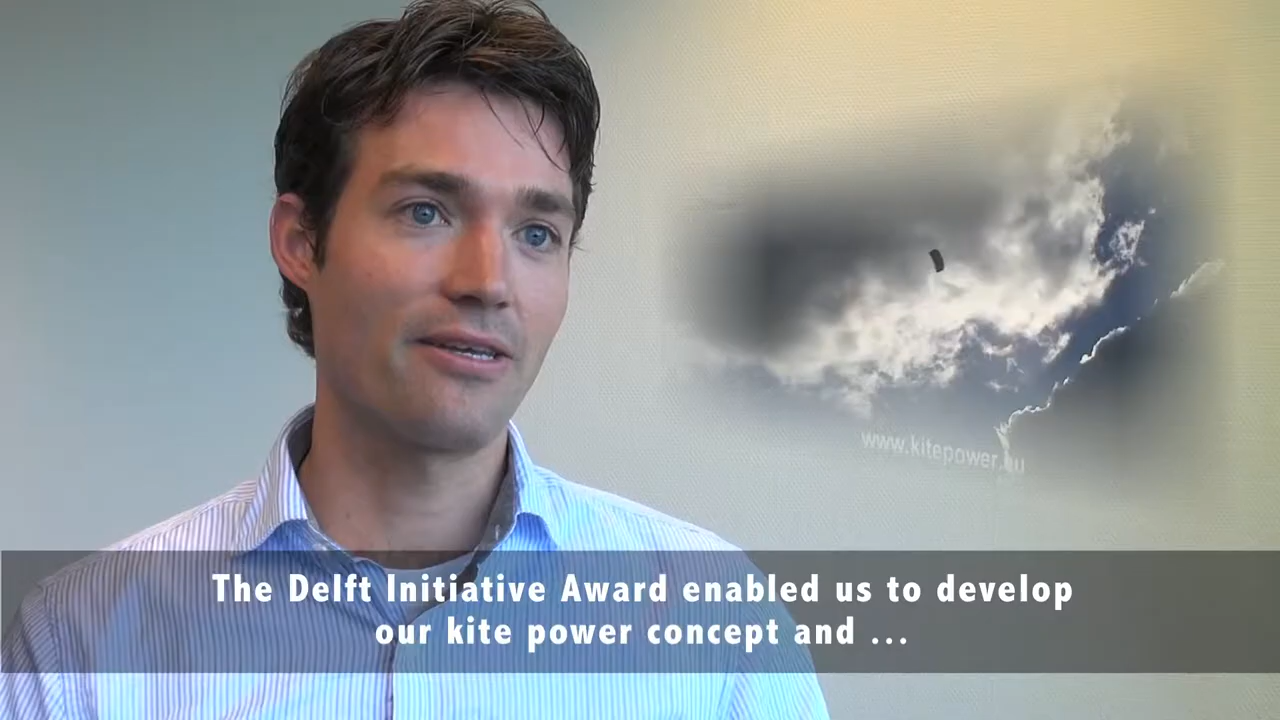 www.kitepower.eu
The Delft Initiative Award enabled us to develop
our kite power concept and ...